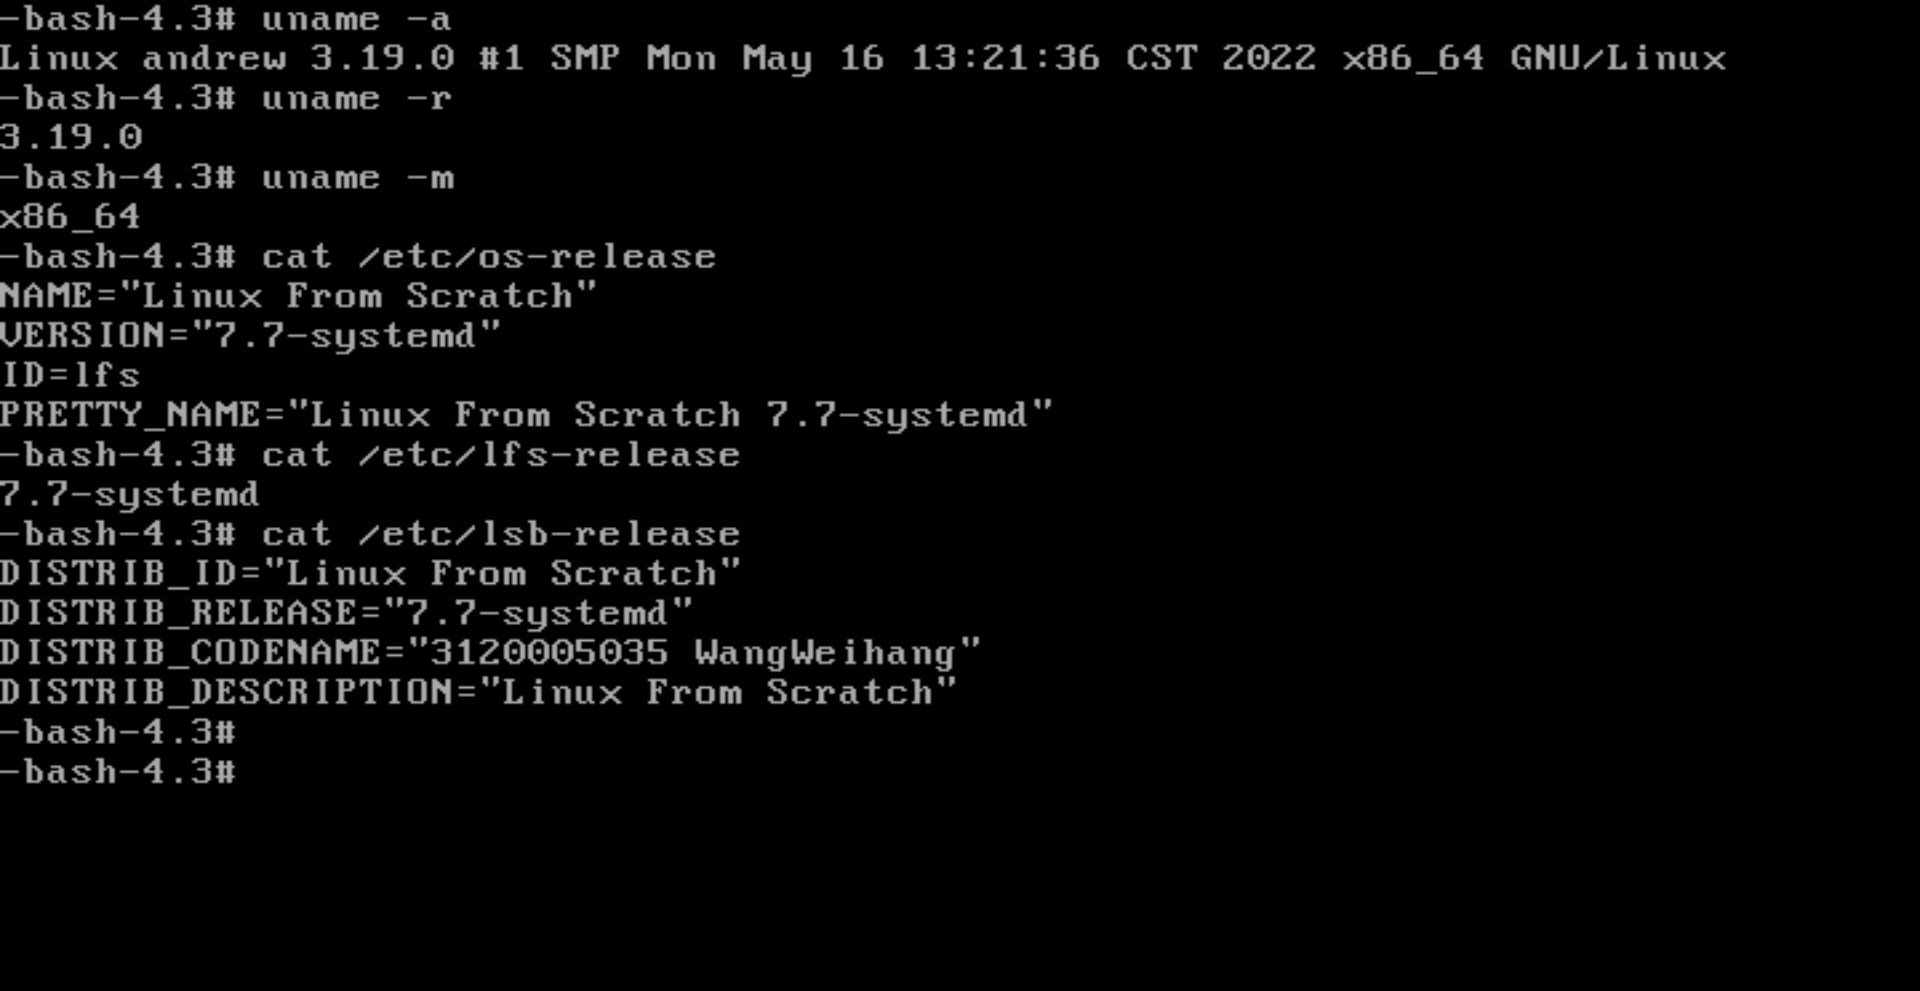 -bash-4.3# uname -a
Linux andrew 3.19.0 #1 SMP Mon May 16 13:21:36 CST 2022 x86_64 GNU/Linux
-bash-4.3# uname -r
3.19.0
-bash-4.3# uname -m
x86_64
-bash-4.3# cat /etc/os-release
NAME="Linux From Scratch"
VERSION="7.7-systemd"
ID=lfs
PRETTY_NAME="Linux From Scratch 7.7-systemd"
-bash-4.3# cat /etc/lfs-release
7.7-systemd
-bash-4.3# cat /etc/lsb-release
DISTRIB_ID="Linux From Scratch"
DISTRIB_RELEASE="7.7-systemd"
DISTRIB_CODENAME="3120005035 WangWeihang"
DISTRIB_DESCRIPTION="Linux From Scratch"
-bash-4.3#
-bash-4.3#